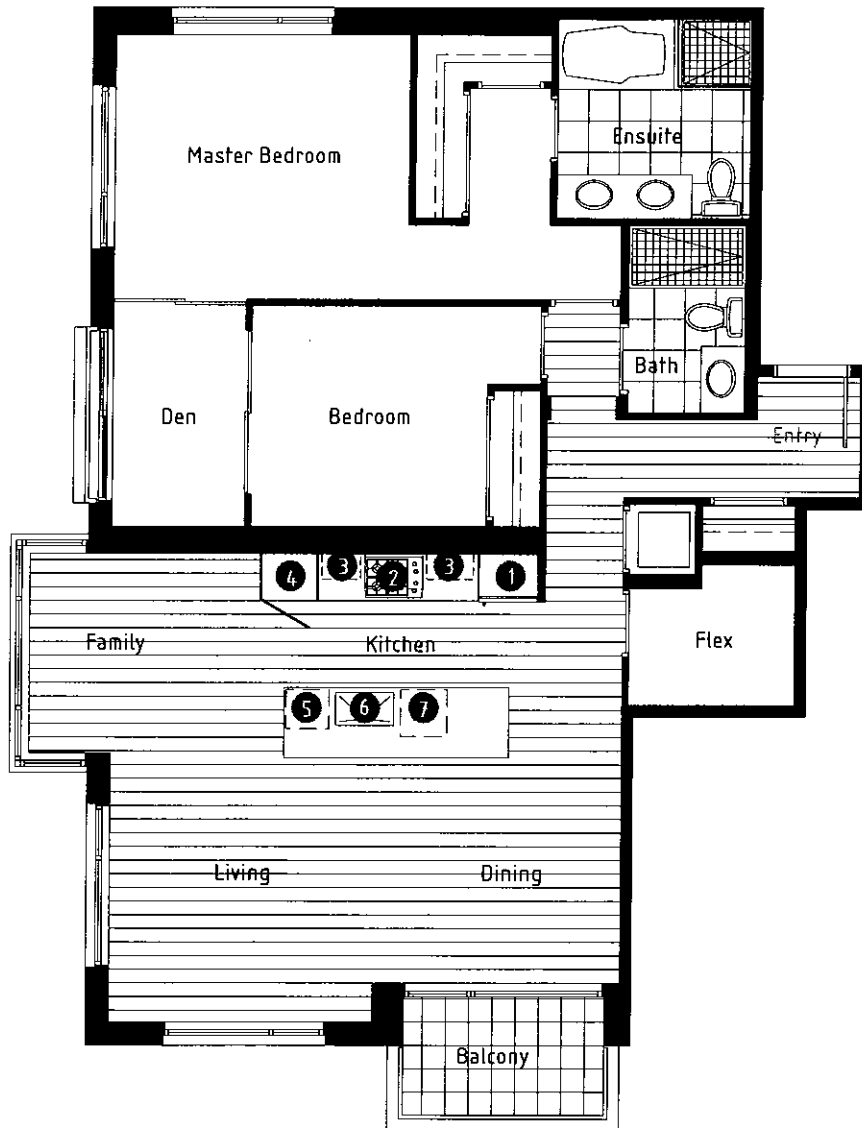 Ensuite
Master Bedroom
Bath
Den
Bedroom
Entry
4
3
2
3
1
Family
Kitchen
Flex
5
6
7
Living
Dining
Balcony